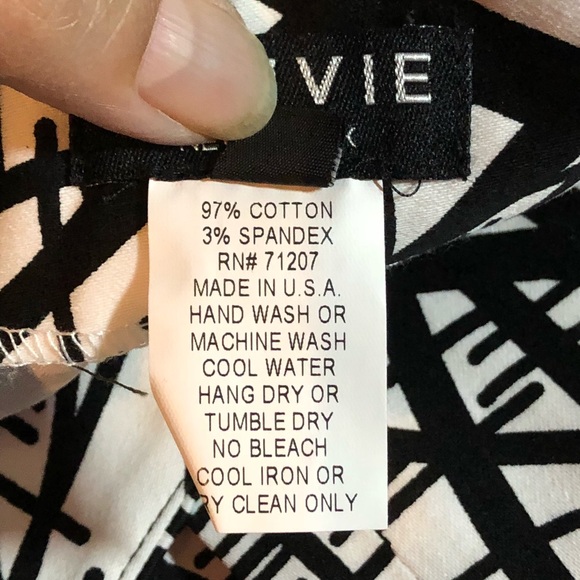 VIE
97% COTTON
3% SPANDEX
RN# 71207
MADE IN U.S.A.
HAND WASH OR
MACHINE WASH
COOL WATER
HANG DRY OR
TUMBLE DRY
NO BLEACH
COOL IRON OR
RY CLEAN ONLY